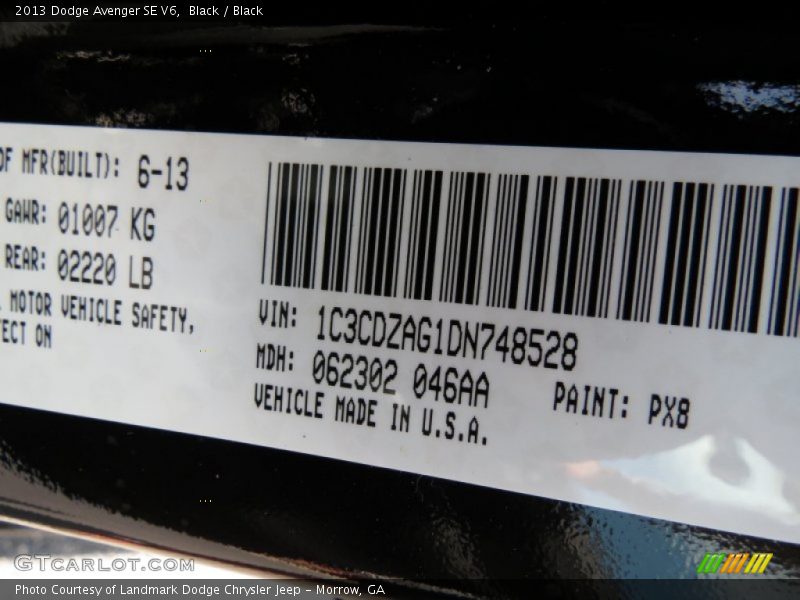 2013 Dodge Avenger SE V6,  Black / Black
OF MFR(BUILT): 6-13
GAWR: 01007 KG
REAR: 02220 LB
MOTOR VEHICLE SAFETY,
ECT ON
VIN: 1C3CDZAG1DN748528
MDH: 062302 046AA
PAINT: PX8
VEHICLE MADE IN U.S.A.
GTCARLOT.COM
Photo Courtesy of Landmark Dodge Chrysler Jeep - Morrow, GA